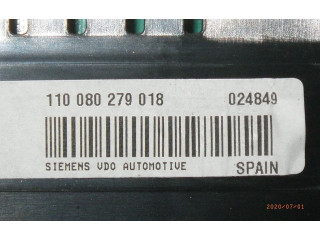 110 080 279 018 024849
SIEMENS VDO AUTOMOTIVE SPAIN
2020/07/01